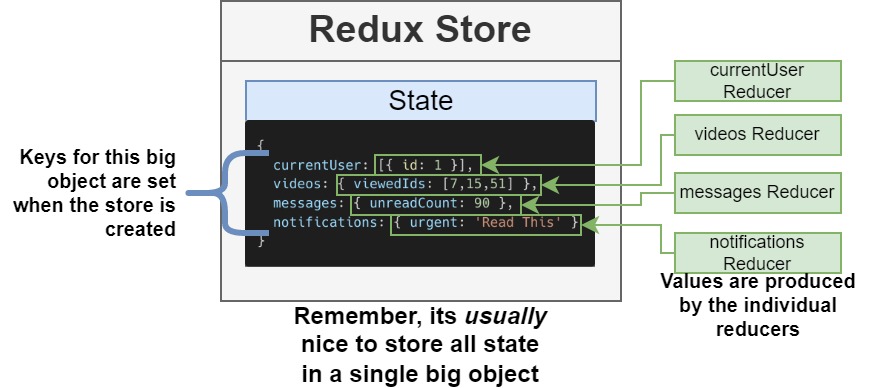 Redux Store
State
{
currentUser: [{ id: 1 }],
videos: { viewedIds: [7,15,51] },
messages: { unreadCount: 90 },
notifications: { urgent: 'Read This' }
}
Keys for this big
object are set
when the store is
created
currentUser
Reducer
videos Reducer
messages Reducer
notifications
Reducer
Values are produced
by the individual
reducers
Remember, its usually
nice to store all state
in a single big object